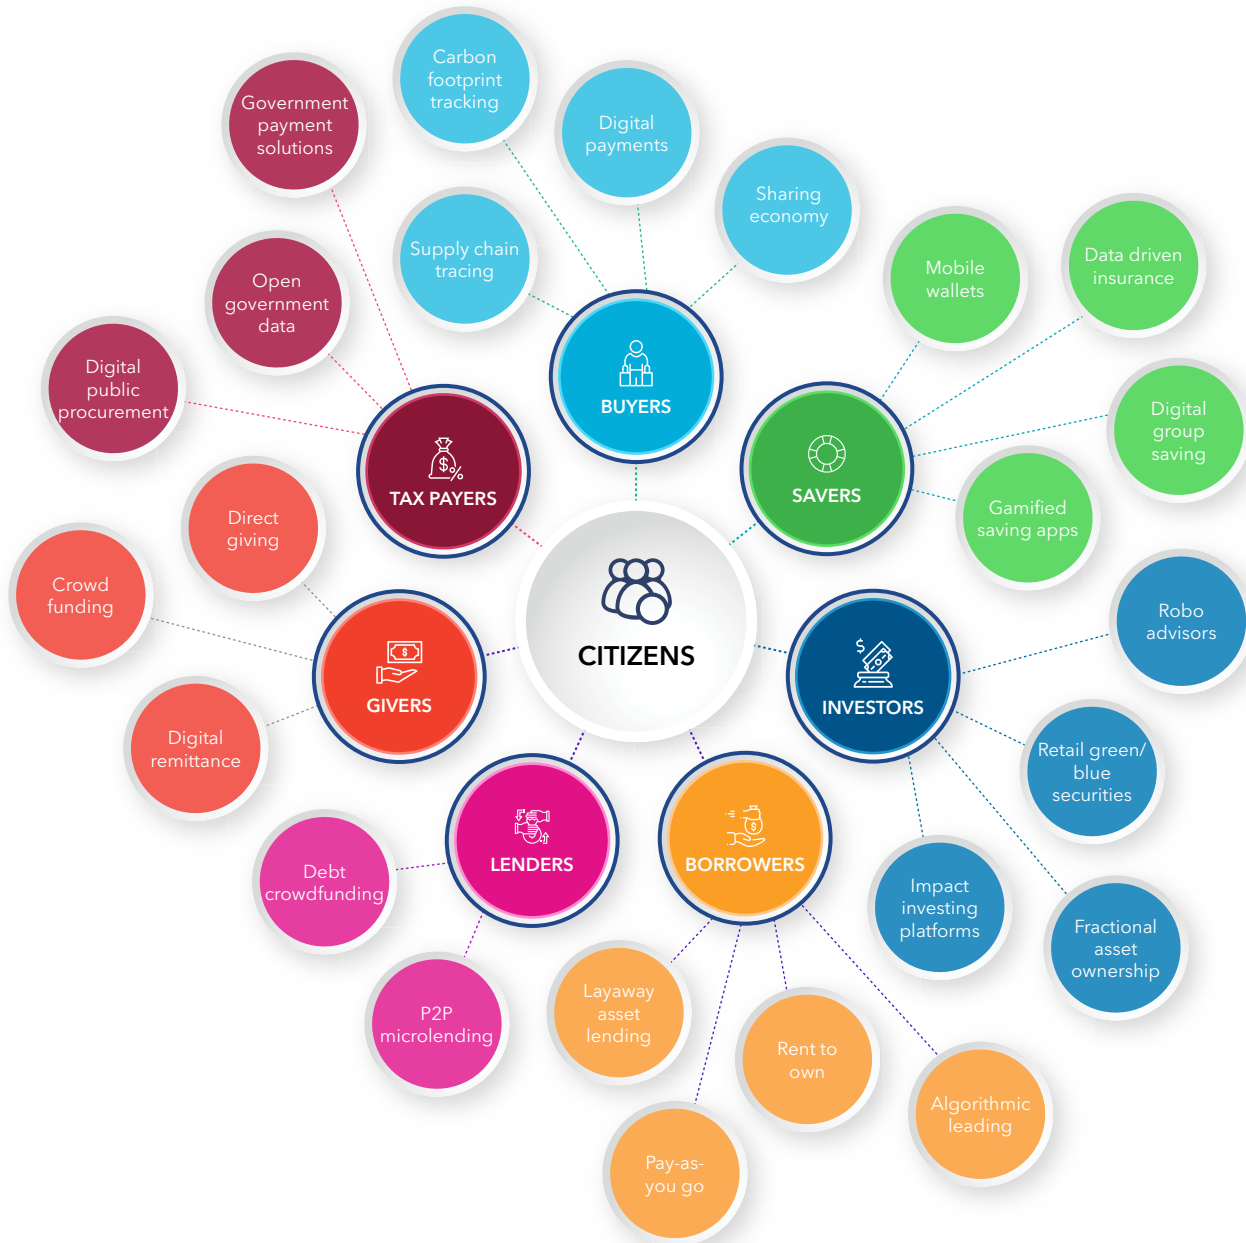 Carbon
footprint
tracking
Government
payment
solutions
Digital
payments
Sharing
economy
Supply chain
tracing
Open
government
data
Mobile
wallets
Data driven
insurance
Digital
public
procurement
BUYERS
Digital
group
saving
TAX PAYERS
SAVERS
Gamified
saving apps
Direct
giving
Crowd
funding
CITIZENS
Robo
advisors
GIVERS
INVESTORS
Digital
remittance
Retail green/
blue
securities
LENDERS
BORROWERS
Debt
crowdfunding
Impact
investing
platforms
Fractional
asset
ownership
P2P
microlending
Layaway
asset
lending
Rent to
own
Algorithmic
leading
Pay-as-
you go